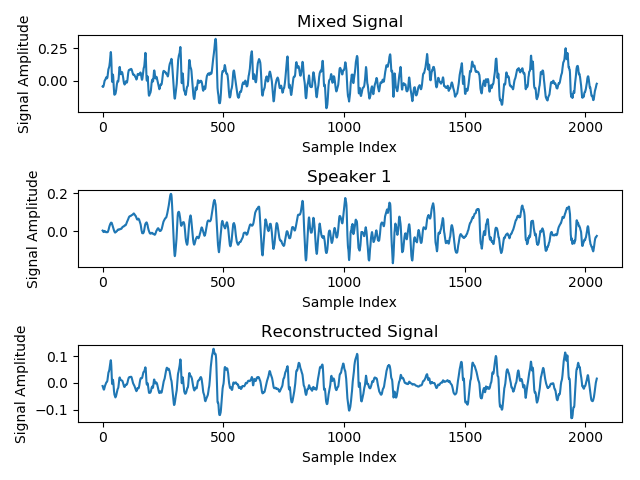 Mixed Signal
Signal Amplitude
0.25
0.00
0 500 1000 1500 2000
Sample Index
Speaker 1
Signal Amplitude
0.2
0.0
0 500 1000 1500 2000
Sample Index
Reconstructed Signal
Signal Amplitude
0.1
0.0
−0.1
0 500 1000 1500 2000
Sample Index